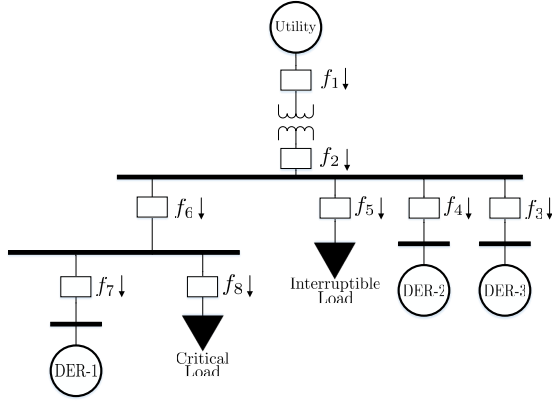 Utility
f1
f2
f6
f5
f4
f3
f7
f8
Interruptible
Load
DER-2
DER-3
DER-1
Critical
Load